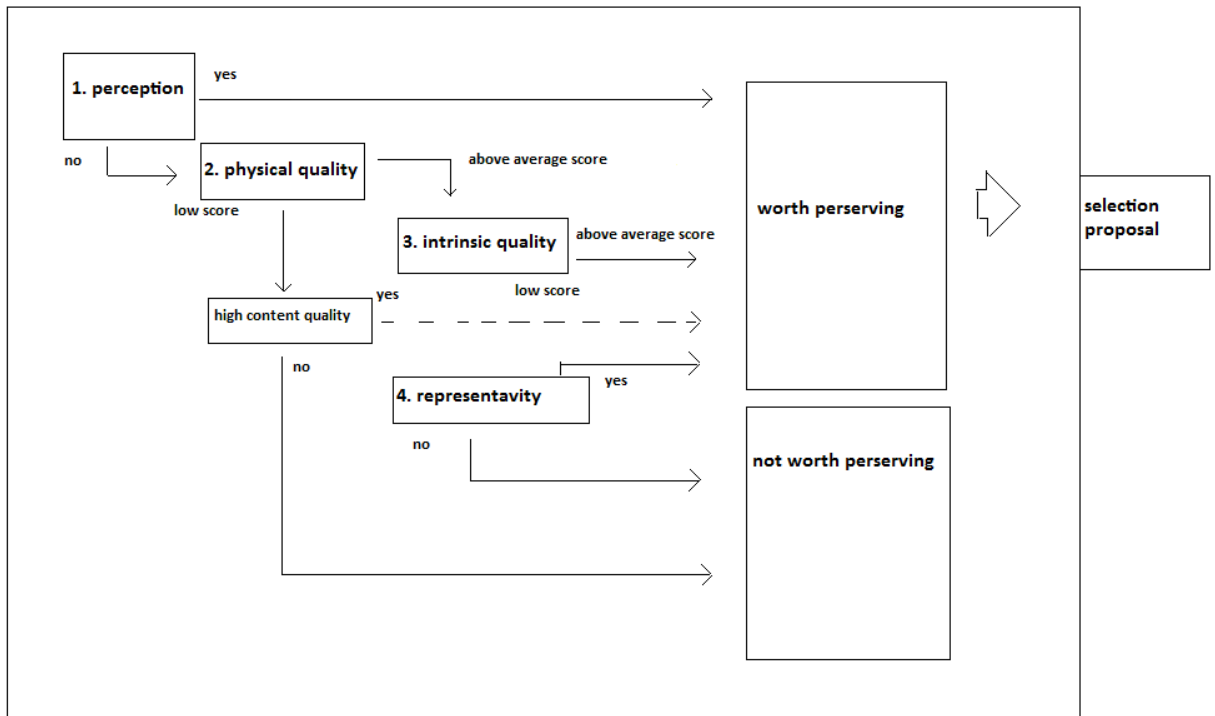 1. perception
yes
no
2. physical quality
above average score
low score
3. intrinsic quality
above average score
low score
high content quality
yes
no
4. representavity
yes
no
worth perserving
not worth perserving
selection
proposal